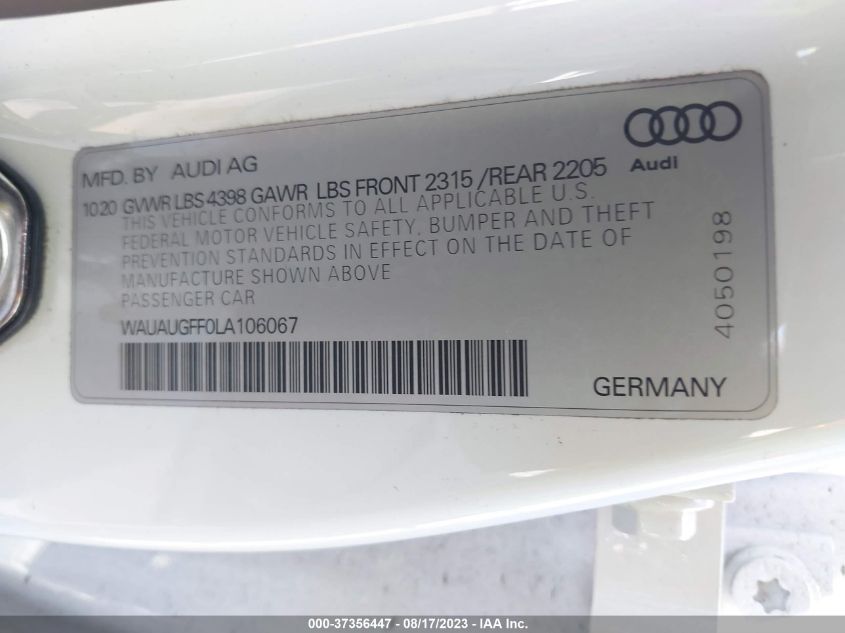 MFD. BY AUDI AG
1020 GVWR LBS 4398 GAWR LBS FRONT 2315 /REAR 2205
THIS VEHICLE CONFORMS TO ALL APPLICABLE U.S.
FEDERAL MOTOR VEHICLE SAFETY, BUMPER AND THEFT
PREVENTION STANDARDS IN EFFECT ON THE DATE OF
MANUFACTURE SHOWN ABOVE
PASSENGER CAR
WAUAUGFF0LA106067
Audi
4050198
GERMANY
000-37356447 - 08/17/2023 - IAA Inc.